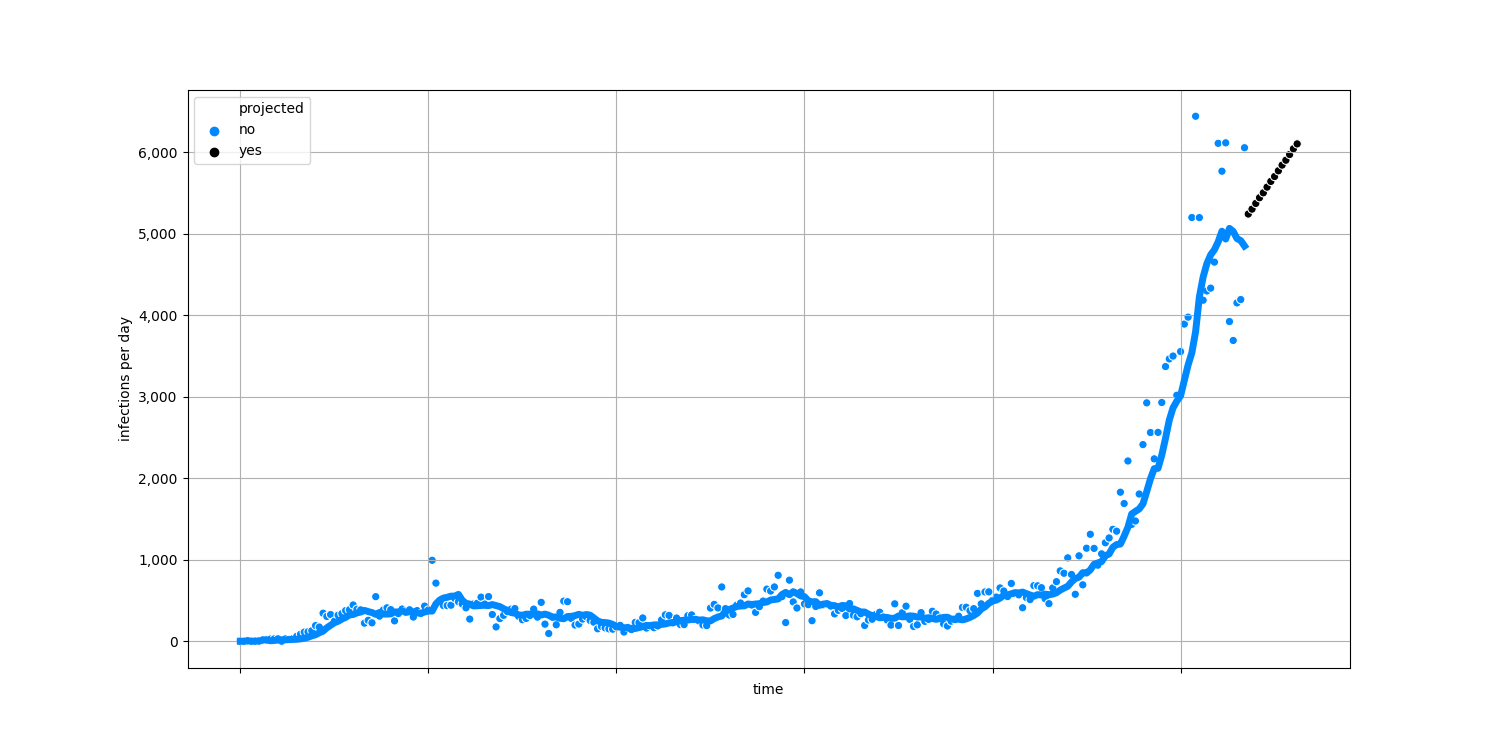 projected
no
yes
6,000
5,000
4,000
3,000
2,000
1,000
0
infections per day
time